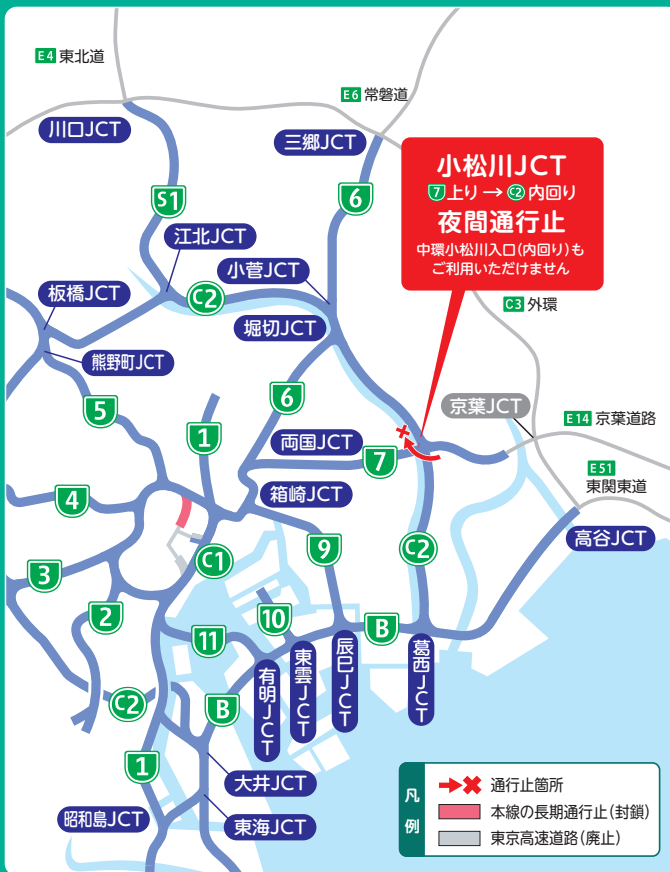 E4 東北道
E6 常磐道
川口JCT
三郷JCT
小松川JCT
7 上り → C2 内回り
夜間通行止
中環小松川入口(内回り)も
ご利用いただけません
S1
6
江北JCT
小菅JCT
板橋JCT
C2
C3 外環
堀切JCT
熊野町JCT
5
6
京葉JCT
1
E14 京葉道路
両国JCT
7
E51
東関東道
4
箱崎JCT
高谷JCT
9
C2
3
C1
2
10
B
11
辰巳JCT
葛西JCT
東雲JCT
有明JCT
C2
B
1
大井JCT
昭和島JCT
東海JCT
凡例
通行止箇所
本線の長期通行止(封鎖)
東京高速道路(廃止)